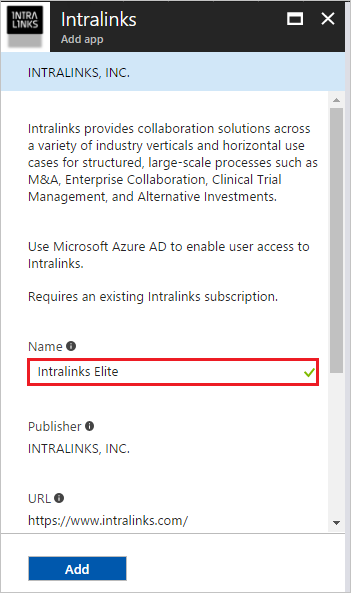 INTRA
LINKS
Intralinks
Add app
INTRALINKS, INC.
Intralinks provides collaboration solutions across
a variety of industry verticals and horizontal use
cases for structured, large-scale processes such as
M&A, Enterprise Collaboration, Clinical Trial
Management, and Alternative Investments.
Use Microsoft Azure AD to enable user access to
Intralinks.
Requires an existing Intralinks subscription.
Name
Intralinks Elite
Publisher
INTRALINKS, INC.
URL
https://www.intralinks.com/
Add